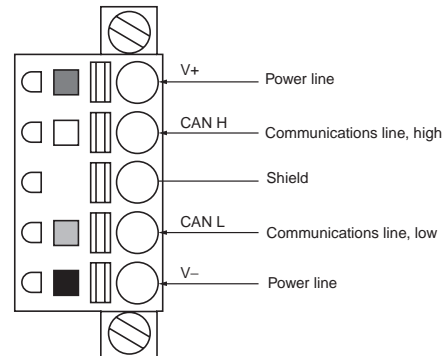 V+ Power line
CAN H Communications line, high
Shield
CAN L Communications line, low
V– Power line